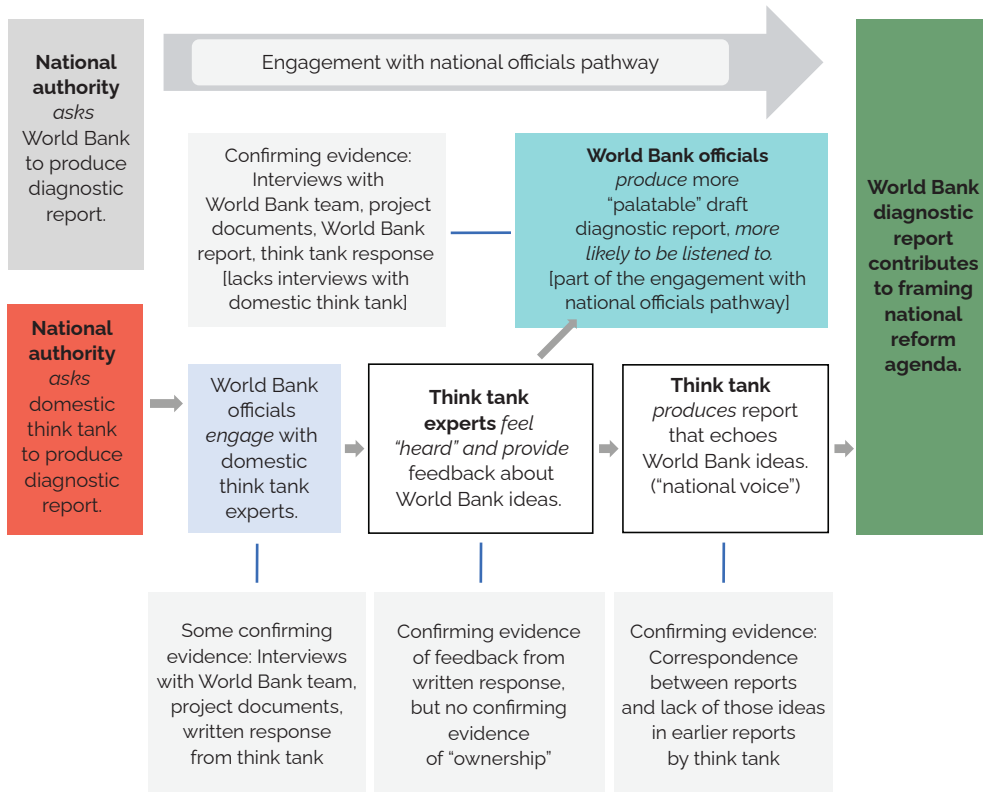 National
authority
asks
World Bank
to produce
diagnostic
report.
Engagement with national officials pathway
Confirming evidence:
Interviews with
World Bank team, project
documents, World Bank
report, think tank response
[lacks interviews with
domestic think tank]
World Bank officials
produce more
“palatable” draft
diagnostic report, more
likely to be listened to.
[part of the engagement with
national officials pathway]
World Bank
diagnostic
report
contributes
to framing
national
reform
agenda.
National
authority
asks
domestic
think tank
to produce
diagnostic
report.
World Bank
officials
engage with
domestic
think tank
experts.
Think tank
experts feel
“heard” and provide
feedback about
World Bank ideas.
Think tank
produces report
that echoes
World Bank ideas.
(“national voice”)
Some confirming
evidence: Interviews
with World Bank team,
project documents,
written response
from think tank
Confirming evidence
of feedback from
written response,
but no confirming
evidence
of “ownership”
Confirming evidence:
Correspondence
between reports
and lack of those ideas
in earlier reports
by think tank